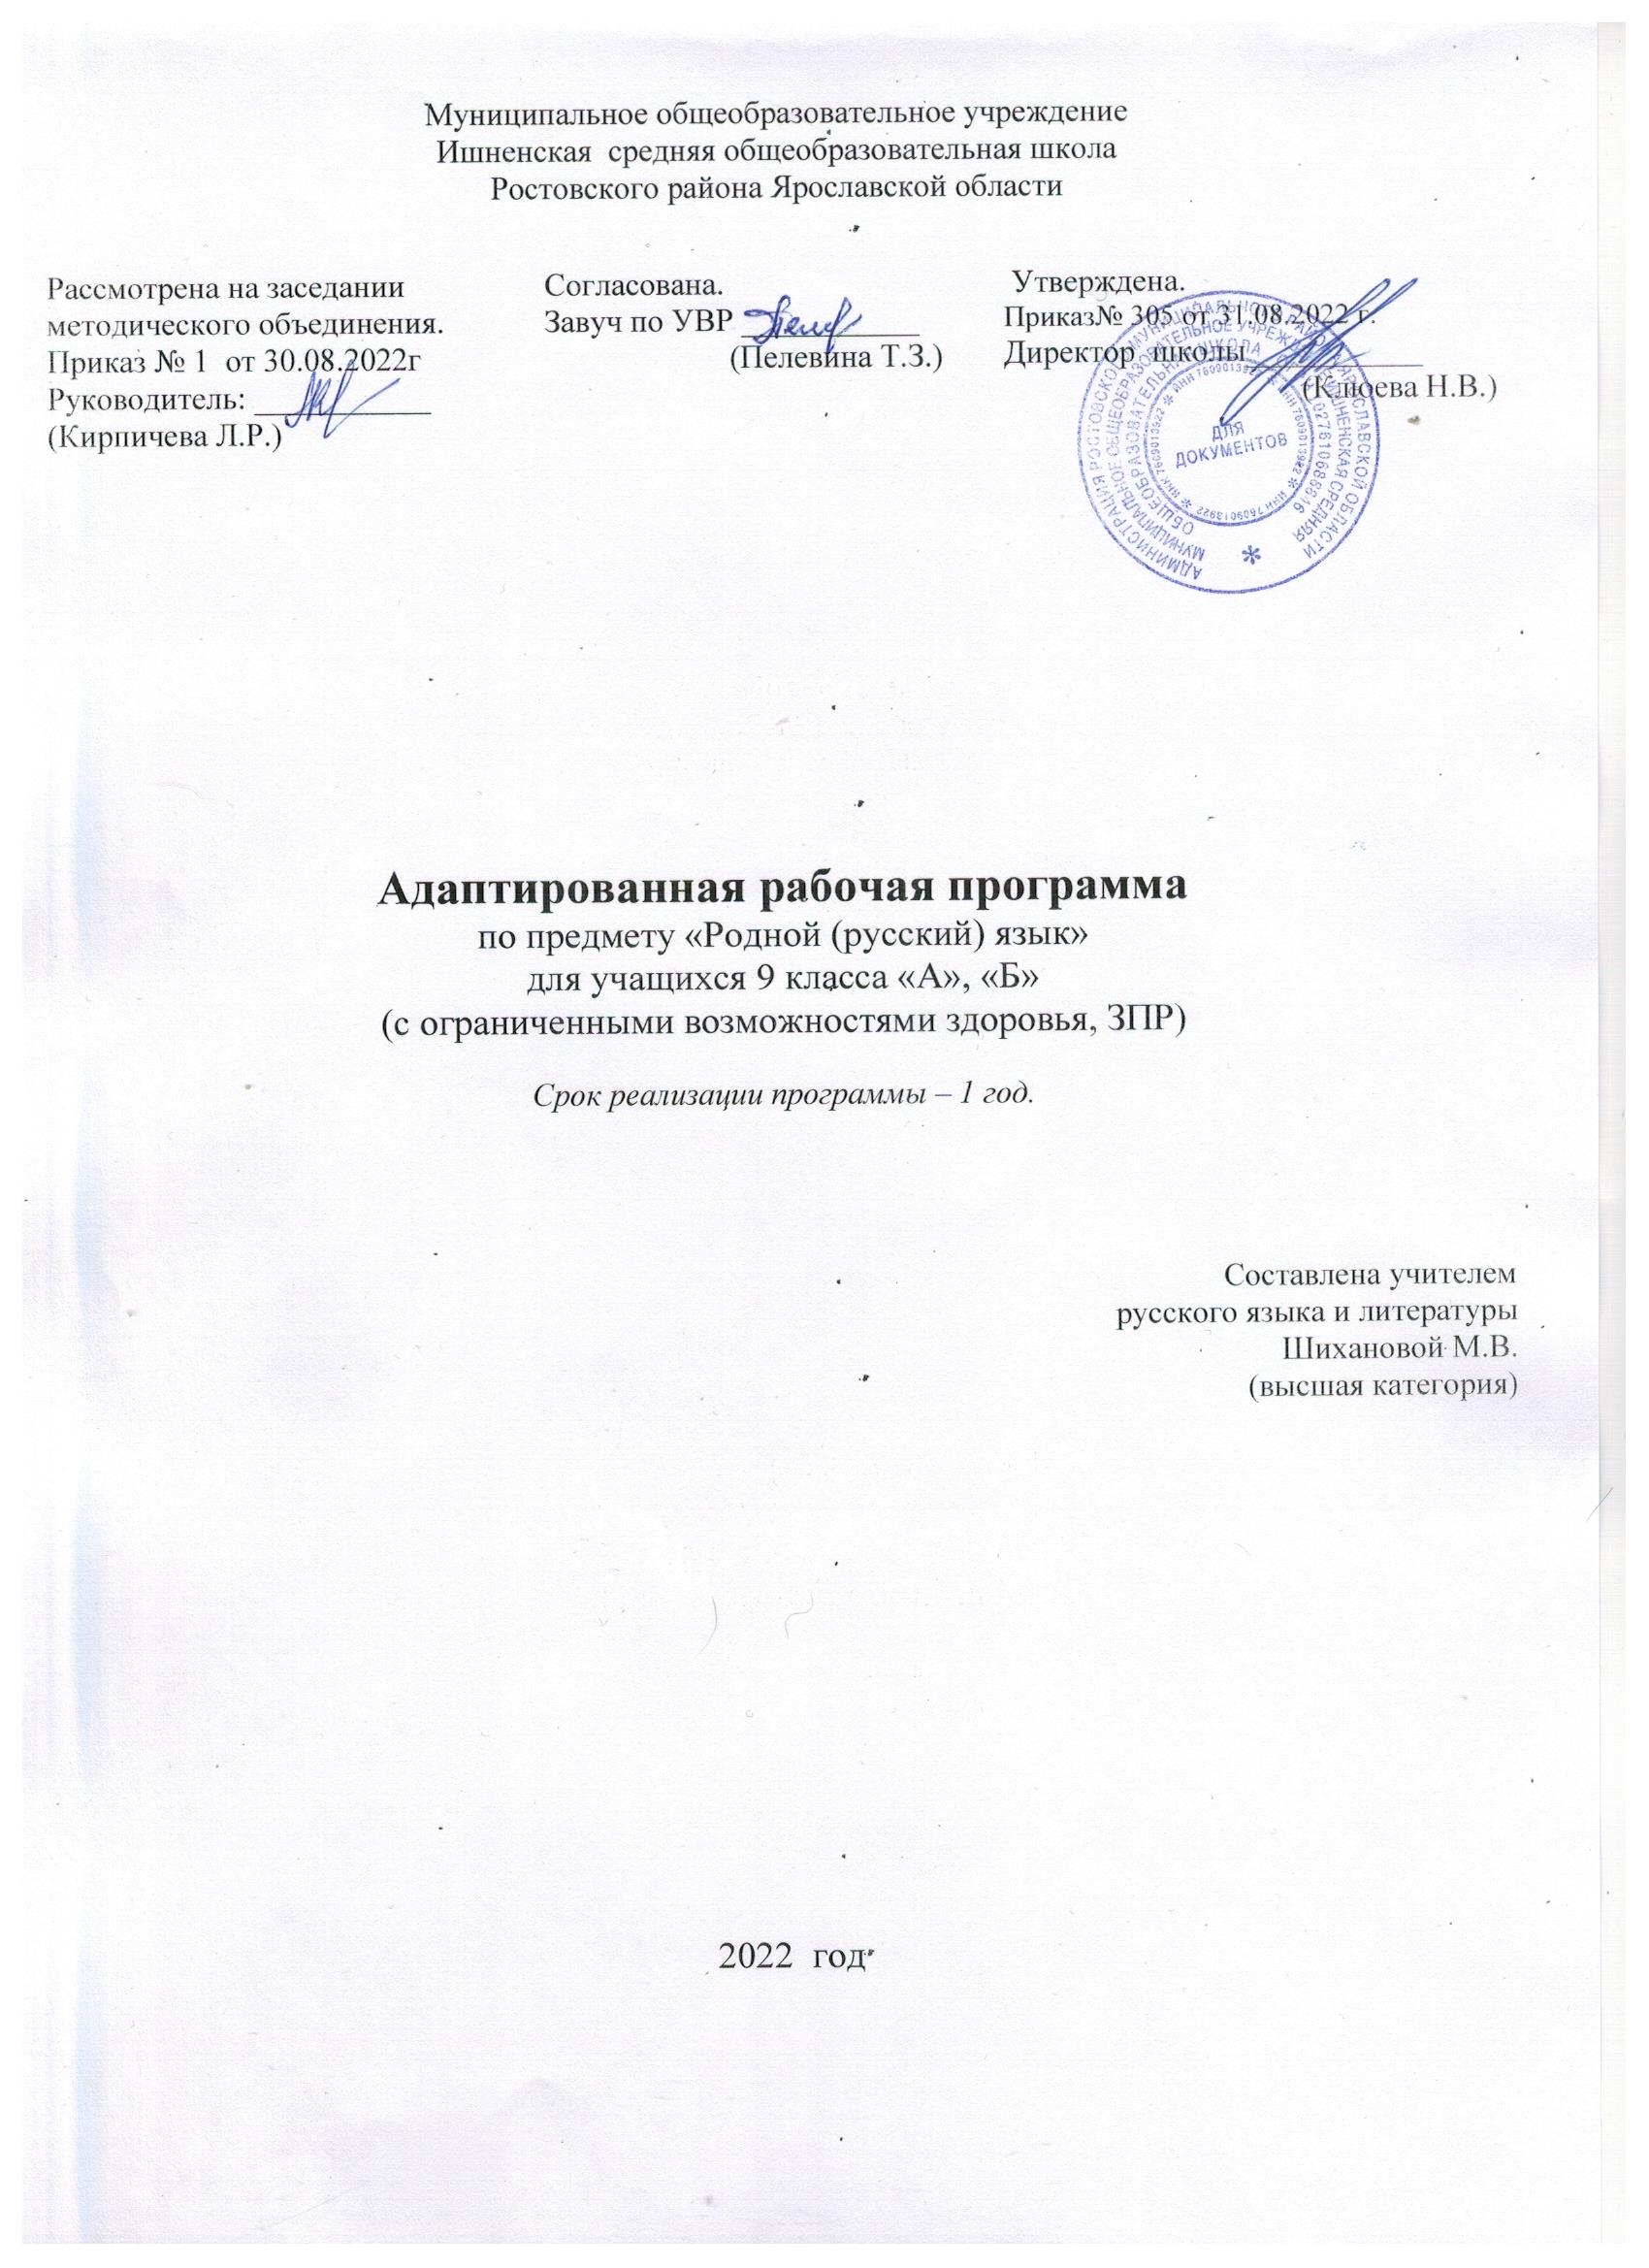 Муниципальное общеобразовательное учреждение
Ишненская средняя общеобразовательная школа
Ростовского района Ярославской области
Рассмотрена на заседании
методического объединения.
Приказ № 1 от 30.08.2022г
Руководитель:
(Кирпичева Л.Р.)
Согласована.
Завуч по УВР
(Пелевина Т.З.)
Утверждена.
Приказ№ 305 от 31.08.2022 г.
Директор школы
(Клюева Н.В.)
ДЛЯ
ДОКУМЕНТОВ
Адаптированная рабочая программа
по предмету «Родной (русский) язык»
для учащихся 9 класса «А», «Б»
(с ограниченными возможностями здоровья, ЗПР)
Срок реализации программы – 1 год.
Составлена учителем
русского языка и литературы
Шихановой М.В.
(высшая категория)
2022 год